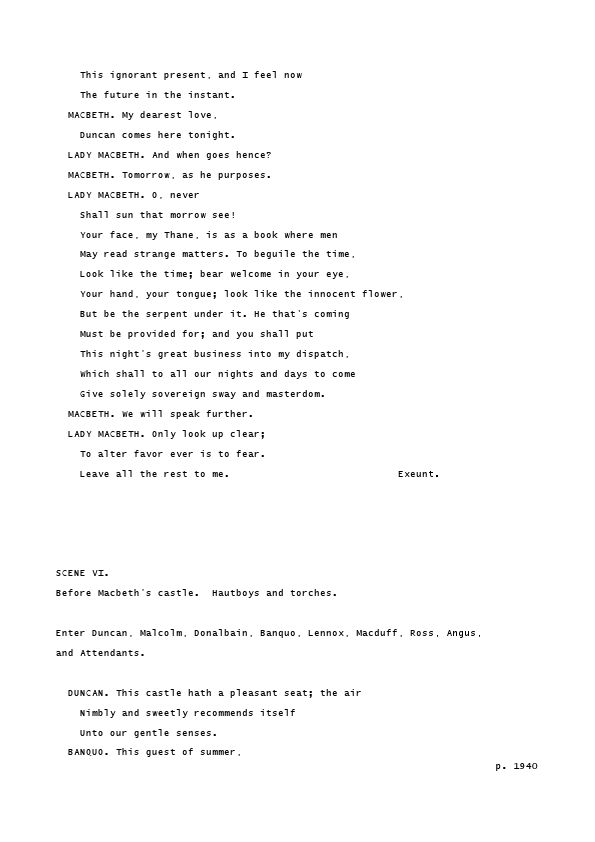 This ignorant present, and I feel now
The future in the instant.
MACBETH. My dearest love,
Duncan comes here tonight.
LADY MACBETH. And when goes hence?
MACBETH. Tomorrow, as he purposes.
LADY MACBETH. O, never
Shall sun that morrow see!
Your face, my Thane, is as a book where men
May read strange matters. To beguile the time,
Look like the time; bear welcome in your eye,
Your hand, your tongue; look like the innocent flower,
But be the serpent under it. He that's coming
Must be provided for; and you shall put
This night's great business into my dispatch,
Which shall to all our nights and days to come
Give solely sovereign sway and masterdom.
MACBETH. We will speak further.
LADY MACBETH. Only look up clear;
To alter favor ever is to fear.
Leave all the rest to me. Exeunt.
SCENE VI.
Before Macbeth's castle.  Hautboys and torches.
Enter Duncan, Malcolm, Donalbain, Banquo, Lennox, Macduff, Ross, Angus,
and Attendants.
DUNCAN. This castle hath a pleasant seat; the air
Nimbly and sweetly recommends itself
Unto our gentle senses.
BANQUO. This guest of summer,
p. 1940